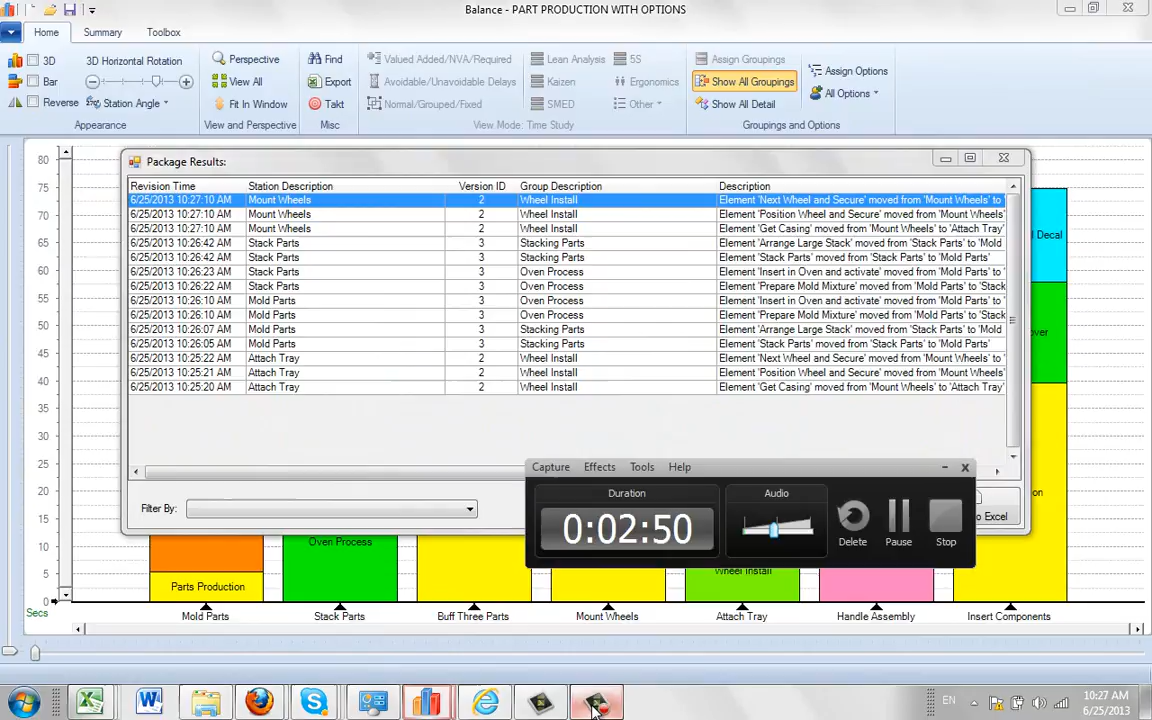 Balance - PART PRODUCTION WITH OPTIONS
Home Summary Toolbox
3D 3D Horizontal Rotation Perspective Find Valued Added/NVA/Required Lean Analysis 5S Assign Groupings Assign Options
Bar View All Export Avoidable/Unavoidable Delays Kaizen Ergonomics Show All Groupings All Options
Reverse Station Angle Fit In Window Takt Normal/Grouped/Fixed SMED Other Show All Detail
Appearance View and Perspective Misc View Mode: Time Study Groupings and Options
Package Results:
Revision Time Station Description Version ID Group Description Description
6/25/2013 10:27:10 AM Mount Wheels 2 Wheel Install Element 'Next Wheel and Secure' moved from 'Mount Wheels' to
6/25/2013 10:27:10 AM Mount Wheels 2 Wheel Install Element 'Position Wheel and Secure' moved from 'Mount Wheels'
6/25/2013 10:27:10 AM Mount Wheels 2 Wheel Install Element 'Get Casing' moved from 'Mount Wheels' to 'Attach Tray'
6/25/2013 10:26:42 AM Stack Parts 3 Stacking Parts Element 'Arrange Large Stack' moved from 'Stack Parts' to 'Mold
6/25/2013 10:26:42 AM Stack Parts 3 Stacking Parts Element 'Stack Parts' moved from 'Stack Parts' to 'Mold Parts'
6/25/2013 10:26:23 AM Stack Parts 3 Oven Process Element 'Insert in Oven and activate' moved from 'Mold Parts' to
6/25/2013 10:26:22 AM Stack Parts 3 Oven Process Element 'Prepare Mold Mixture' moved from 'Mold Parts' to 'Stack
6/25/2013 10:26:10 AM Mold Parts 3 Oven Process Element 'Insert in Oven and activate' moved from 'Mold Parts' to
6/25/2013 10:26:10 AM Mold Parts 3 Oven Process Element 'Prepare Mold Mixture' moved from 'Mold Parts' to 'Stack
6/25/2013 10:26:07 AM Mold Parts 3 Stacking Parts Element 'Arrange Large Stack' moved from 'Stack Parts' to 'Mold
6/25/2013 10:26:05 AM Mold Parts 3 Stacking Parts Element 'Stack Parts' moved from 'Stack Parts' to 'Mold Parts'
6/25/2013 10:25:22 AM Attach Tray 2 Wheel Install Element 'Next Wheel and Secure' moved from 'Mount Wheels' to
6/25/2013 10:25:21 AM Attach Tray 2 Wheel Install Element 'Position Wheel and Secure' moved from 'Mount Wheels'
6/25/2013 10:25:20 AM Attach Tray 2 Wheel Install Element 'Get Casing' moved from 'Mount Wheels' to 'Attach Tray'
Filter By:
o Excel
Capture Effects Tools Help
Duration Audio
0:02:50
Delete Pause Stop
80
75
70
65
60
55
50
45
40
35
30
25
20
15
10
5
0
Secs
l Decal
over
on
Oven Process
Wheel Install
Parts Production
Mold Parts Stack Parts Buff Three Parts Mount Wheels Attach Tray Handle Assembly Insert Components
EN
10:27 AM
6/25/2013